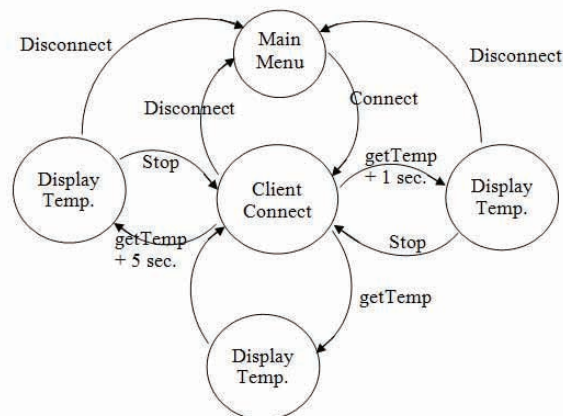 Disconnect
Main
Menu
Disconnect
Disconnect
Connect
Stop
getTemp
+ 1 sec.
Display
Temp.
Client
Connect
Display
Temp.
getTemp
+ 5 sec.
Stop
getTemp
Display
Temp.